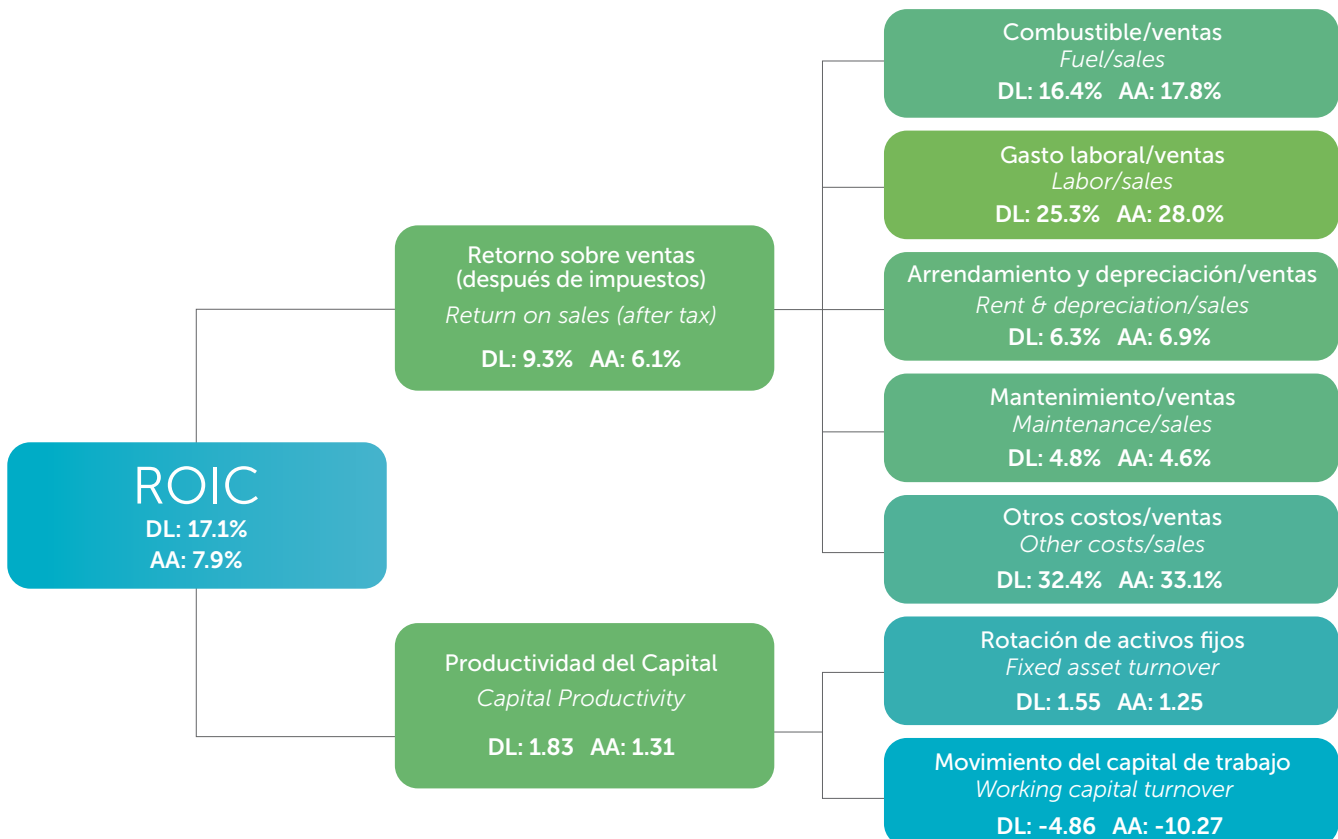 Combustible/ventas
Fuel/sales
DL: 16.4% AA: 17.8%
Gasto laboral/ventas
Labor/sales
DL: 25.3% AA: 28.0%
Retorno sobre ventas
(después de impuestos)
Return on sales (after tax)
DL: 9.3% AA: 6.1%
Arrendamiento y depreciación/ventas
Rent & depreciation/sales
DL: 6.3% AA: 6.9%
Mantenimiento/ventas
Maintenance/sales
DL: 4.8% AA: 4.6%
ROIC
DL: 17.1%
AA: 7.9%
Otros costos/ventas
Other costs/sales
DL: 32.4% AA: 33.1%
Productividad del Capital
Capital Productivity
DL: 1.83 AA: 1.31
Rotación de activos fijos
Fixed asset turnover
DL: 1.55 AA: 1.25
Movimiento del capital de trabajo
Working capital turnover
DL: -4.86 AA: -10.27